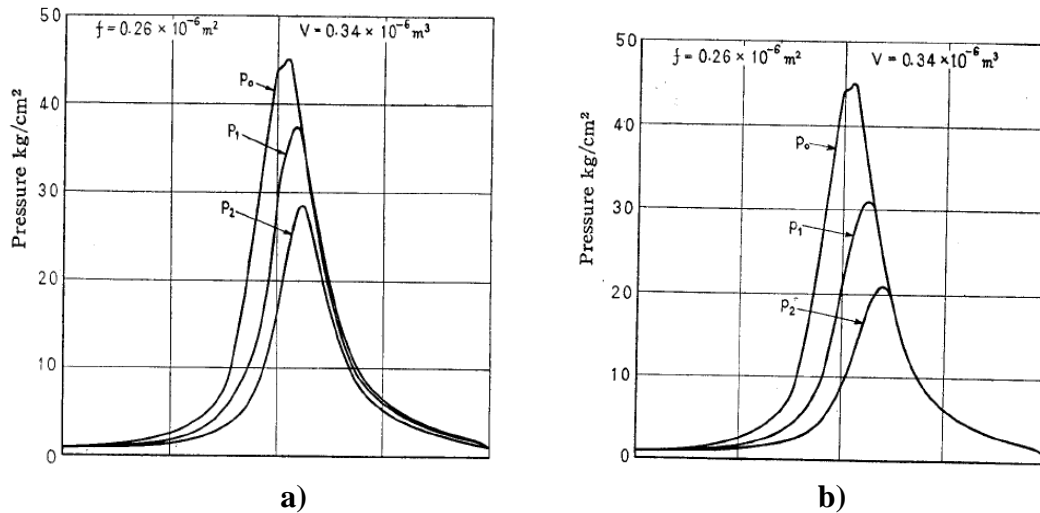 50
f = 0.26 × 10⁻⁶ m² V = 0.34 × 10⁻⁶ m³
P₀
40
P₁
30
P₂
20
10
0
Pressure kg/cm²
a)
50
f = 0.26 × 10⁻⁶ m² V = 0.34 × 10⁻⁶ m³
40
P₀
30
P₁
20
P₂
10
0
Pressure kg/cm²
b)